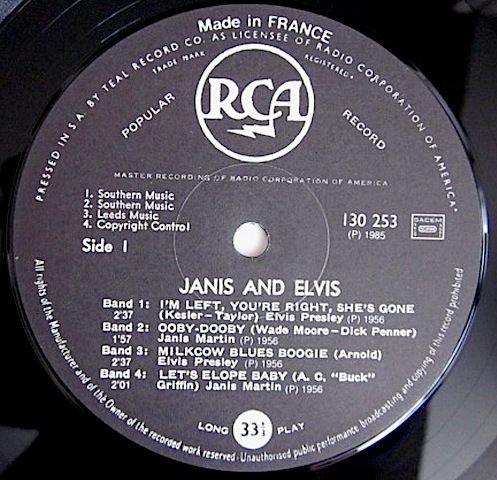 Made in FRANCE
PRESSED IN S.A. BY TEAL RECORD CO. AS LICENSEE OF RADIO CORPORATION OF AMERICA.
TRADE MARK REGISTERED.
RCA
POPULAR RECORD
MASTER RECORDING OF RADIO CORPORATION OF AMERICA
1. Southern Music
2. Southern Music
3. Leeds Music
4. Copyright Control
Side 1
130 253
(P) 1985
SACEM
JANIS AND ELVIS
Band 1: I'M LEFT, YOU'RE RIGHT, SHE'S GONE
2'37 (Kesler-Taylor) Elvis Presley (P) 1956
Band 2: OOBY-DOOBY (Wade Moore-Dick Penner)
1'57 Janis Martin (P) 1956
Band 3: MILKCOW BLUES BOOGIE (Arnold)
2'37 Elvis Presley (P) 1956
Band 4: LET'S ELOPE BABY (A. C. "Buck"
2'01 Griffin) Janis Martin (P) 1956
LONG 33⅓ PLAY
All rights of the Manufacturer and of the Owner of the recorded work reserved·Unauthorised public performance, broadcasting and copying of this record prohibited